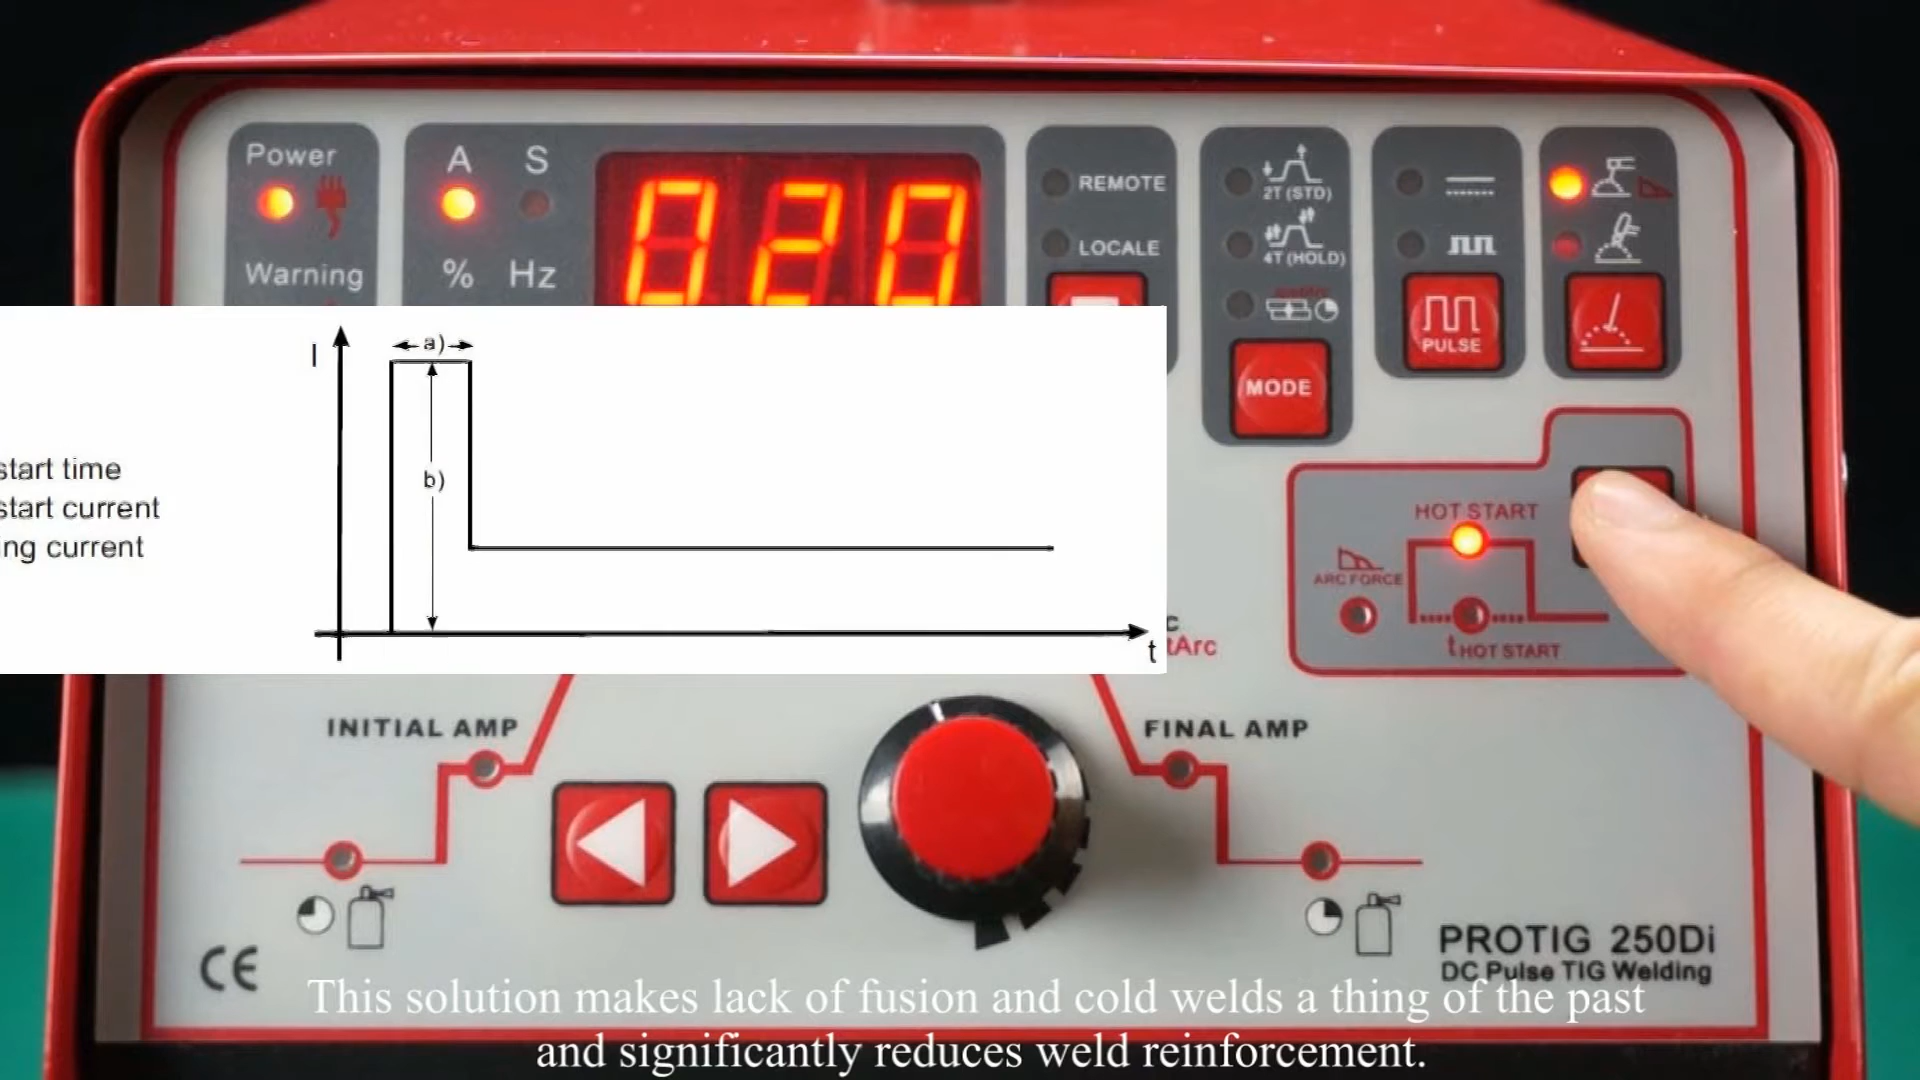 Power
A S
Warning
% Hz
020
REMOTE
LOCALE
2T (STD)
4T (HOLD)
MODE
PULSE
I
a)
b)
t
start time
start current
ing current
HOT START
ARC FORCE
t HOT START
c
tArc
INITIAL AMP
FINAL AMP
CE
PROTIG 250Di
DC Pulse TIG Welding
This solution makes lack of fusion and cold welds a thing of the past
and significantly reduces weld reinforcement.